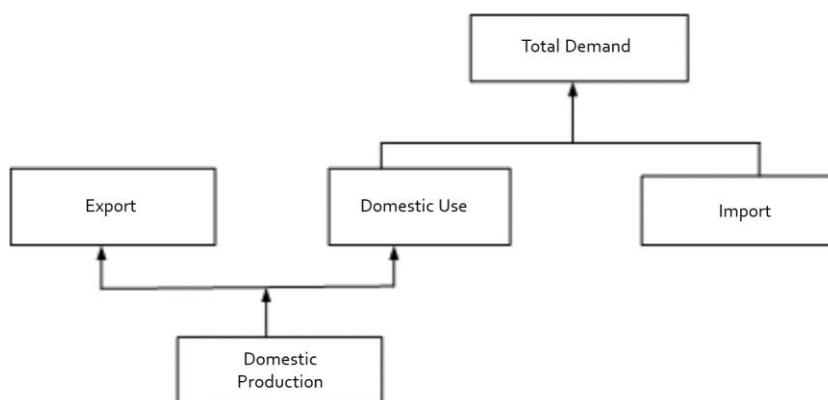 Total Demand
Export
Domestic Use
Import
Domestic
Production